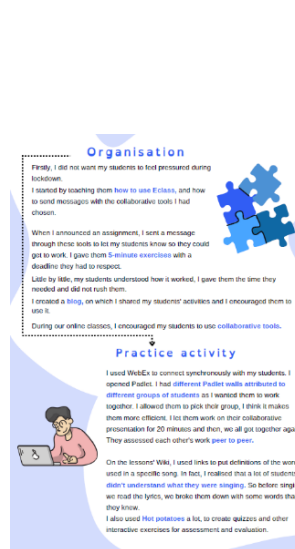 Organisation
Firstly, I did not want my students to feel pressured during
lockdown.
I started by teaching them how to use Eclass, and how
to send messages with the collaborative tools I had
chosen.
When I announced an assignment, I sent a message
through these tools to let my students know so they could
get to work. I gave them 5-minute exercises with a
deadline they had to respect.
Little by little, my students understood how it worked, I gave them the time they
needed and did not rush them.
I created a blog, on which I shared my students' activities and I encouraged them to
use it.
During our online classes, I encouraged my students to use collaborative tools.
Practice activity
I used WebEx to connect synchronously with my students. I
opened Padlet. I had different Padlet walls attributed to
different groups of students as I wanted them to work
together. I allowed them to pick their group, I think it makes
them more efficient. I let them work on their collaborative
presentation for 20 minutes and then, we all got together aga
They assessed each other's work peer to peer.
On the lessons' Wiki, I used links to put definitions of the wor
used in a specific song. In fact, I realised that a lot of student
didn't understand what they were singing. So before singi
we read the lyrics, we broke them down with some words tha
they knew.
I also used Hot potatoes a lot, to create quizzes and other
interactive exercises for assessment and evaluation.